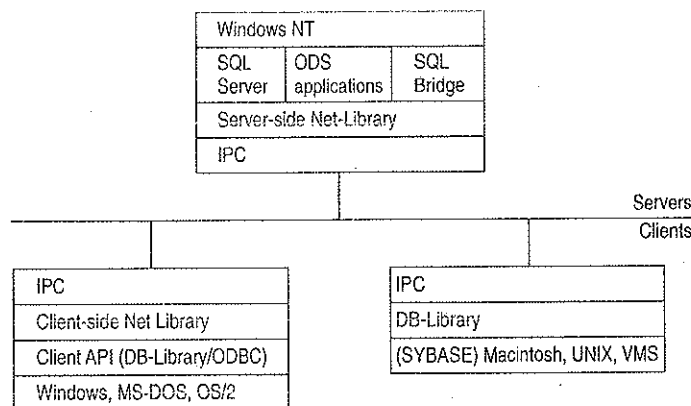 Windows NT
SQL Server
ODS applications
SQL Bridge
Server-side Net-Library
IPC
Servers
Clients
IPC
Client-side Net Library
Client API (DB-Library/ODBC)
Windows, MS-DOS, OS/2
IPC
DB-Library
(SYBASE) Macintosh, UNIX, VMS